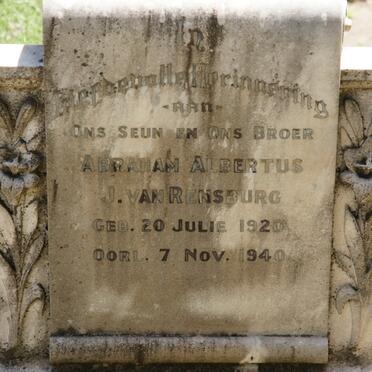 In
Liefdevolle Herinnering
-AAN-
ONS SEUN EN ONS BROER
ABRAHAM ALBERTUS
J. VAN RENSBURG
GEB. 20 JULIE 1920
OORL. 7 NOV. 1940